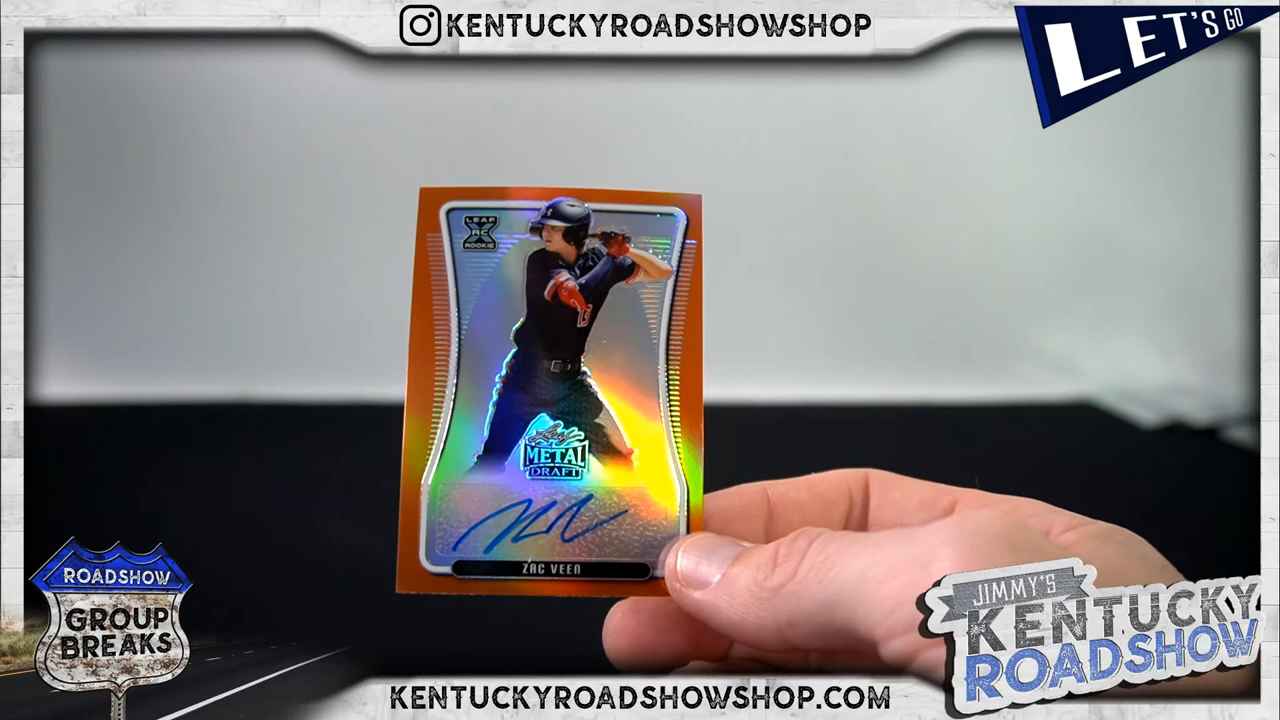 KENTUCKYROADSHOWSHOP
LET'S GO
LEAF
RC
ROOKIE
15
Leaf
METAL
DRAFT
ZAC VEEN
ROADSHOW
GROUP
BREAKS
JIMMY'S
KENTUCKY
ROADSHOW
KENTUCKYROADSHOWSHOP.COM